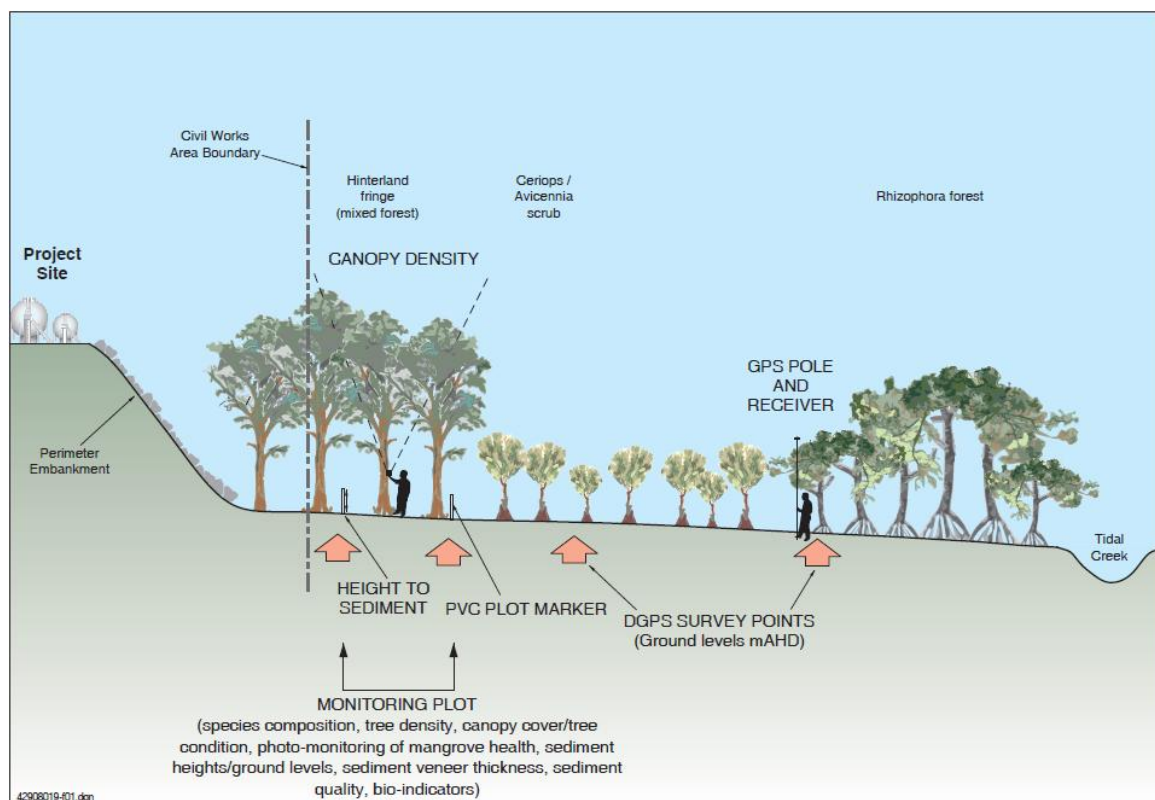 Civil Works
Area Boundary
Hinterland
fringe
(mixed forest)
Ceriops /
Avicennia
scrub
Rhizophora forest
Project
Site
CANOPY DENSITY
GPS POLE
AND
RECEIVER
Perimeter
Embankment
Tidal
Creek
HEIGHT TO
SEDIMENT
PVC PLOT MARKER
DGPS SURVEY POINTS
(Ground levels mAHD)
MONITORING PLOT
(species composition, tree density, canopy cover/tree
condition, photo-monitoring of mangrove health, sediment
heights/ground levels, sediment veneer thickness, sediment
quality, bio-indicators)
42908019-f01.dgn